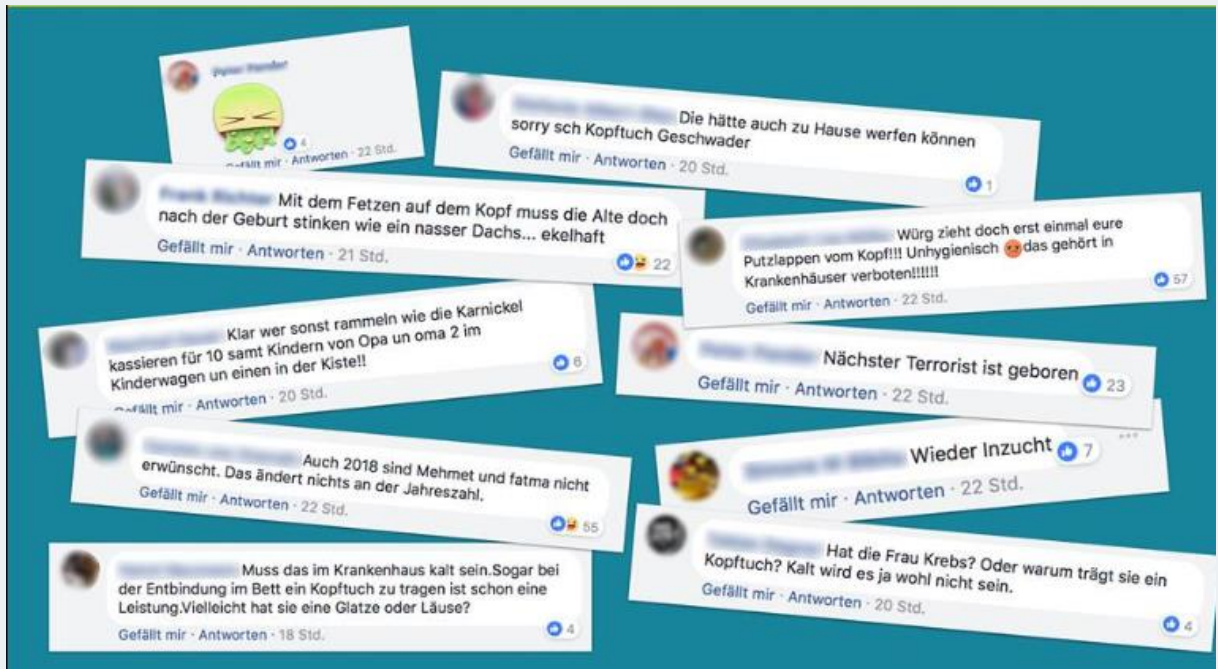 4
Gefällt mir · Antworten · 22 Std.
Die hätte auch zu Hause werfen können
sorry sch Kopftuch Geschwader
Gefällt mir · Antworten · 20 Std.
1
Mit dem Fetzen auf dem Kopf muss die Alte doch
nach der Geburt stinken wie ein nasser Dachs... ekelhaft
Gefällt mir · Antworten · 21 Std.
22
Würg zieht doch erst einmal eure
Putzlappen vom Kopf!!! Unhygienisch 😡das gehört in
Krankenhäuser verboten!!!!!!
Gefällt mir · Antworten · 22 Std.
57
Klar wer sonst rammeln wie die Karnickel
kassieren für 10 samt Kindern von Opa un oma 2 im
Kinderwagen un einen in der Kiste!!
Gefällt mir · Antworten · 20 Std.
6
Nächster Terrorist ist geboren
23
Gefällt mir · Antworten · 22 Std.
Auch 2018 sind Mehmet und fatma nicht
erwünscht. Das ändert nichts an der Jahreszahl.
Gefällt mir · Antworten · 22 Std.
55
Wieder Inzucht
7
Gefällt mir · Antworten · 22 Std.
Muss das im Krankenhaus kalt sein.Sogar bei
der Entbindung im Bett ein Kopftuch zu tragen ist schon eine
Leistung.Vielleicht hat sie eine Glatze oder Läuse?
Gefällt mir · Antworten · 18 Std.
4
Hat die Frau Krebs? Oder warum trägt sie ein
Kopftuch? Kalt wird es ja wohl nicht sein.
Gefällt mir · Antworten · 20 Std.
4